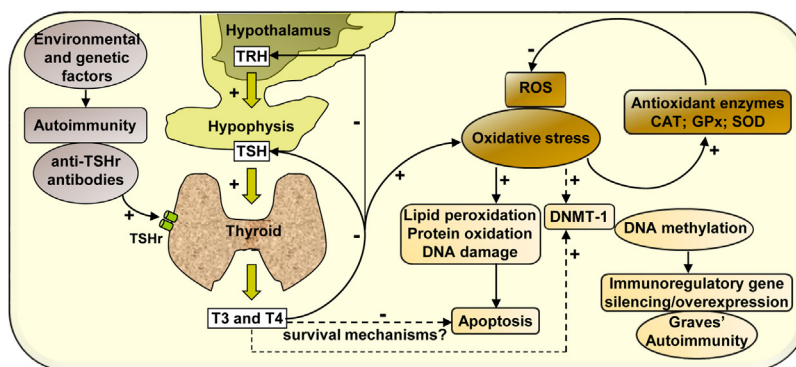 Environmental
and genetic
factors
Autoimmunity
anti-TSHr
antibodies
+
TSHr
Hypothalamus
TRH
+
Hypophysis
TSH
+
Thyroid
T3 and T4
-
-
+
-
survival mechanisms?
ROS
Oxidative stress
-
Antioxidant enzymes
CAT; GPx; SOD
+
+
+
Lipid peroxidation
Protein oxidation
DNA damage
Apoptosis
DNMT-1
+
DNA methylation
Immunoregulatory gene
silencing/overexpression
Graves’
Autoimmunity